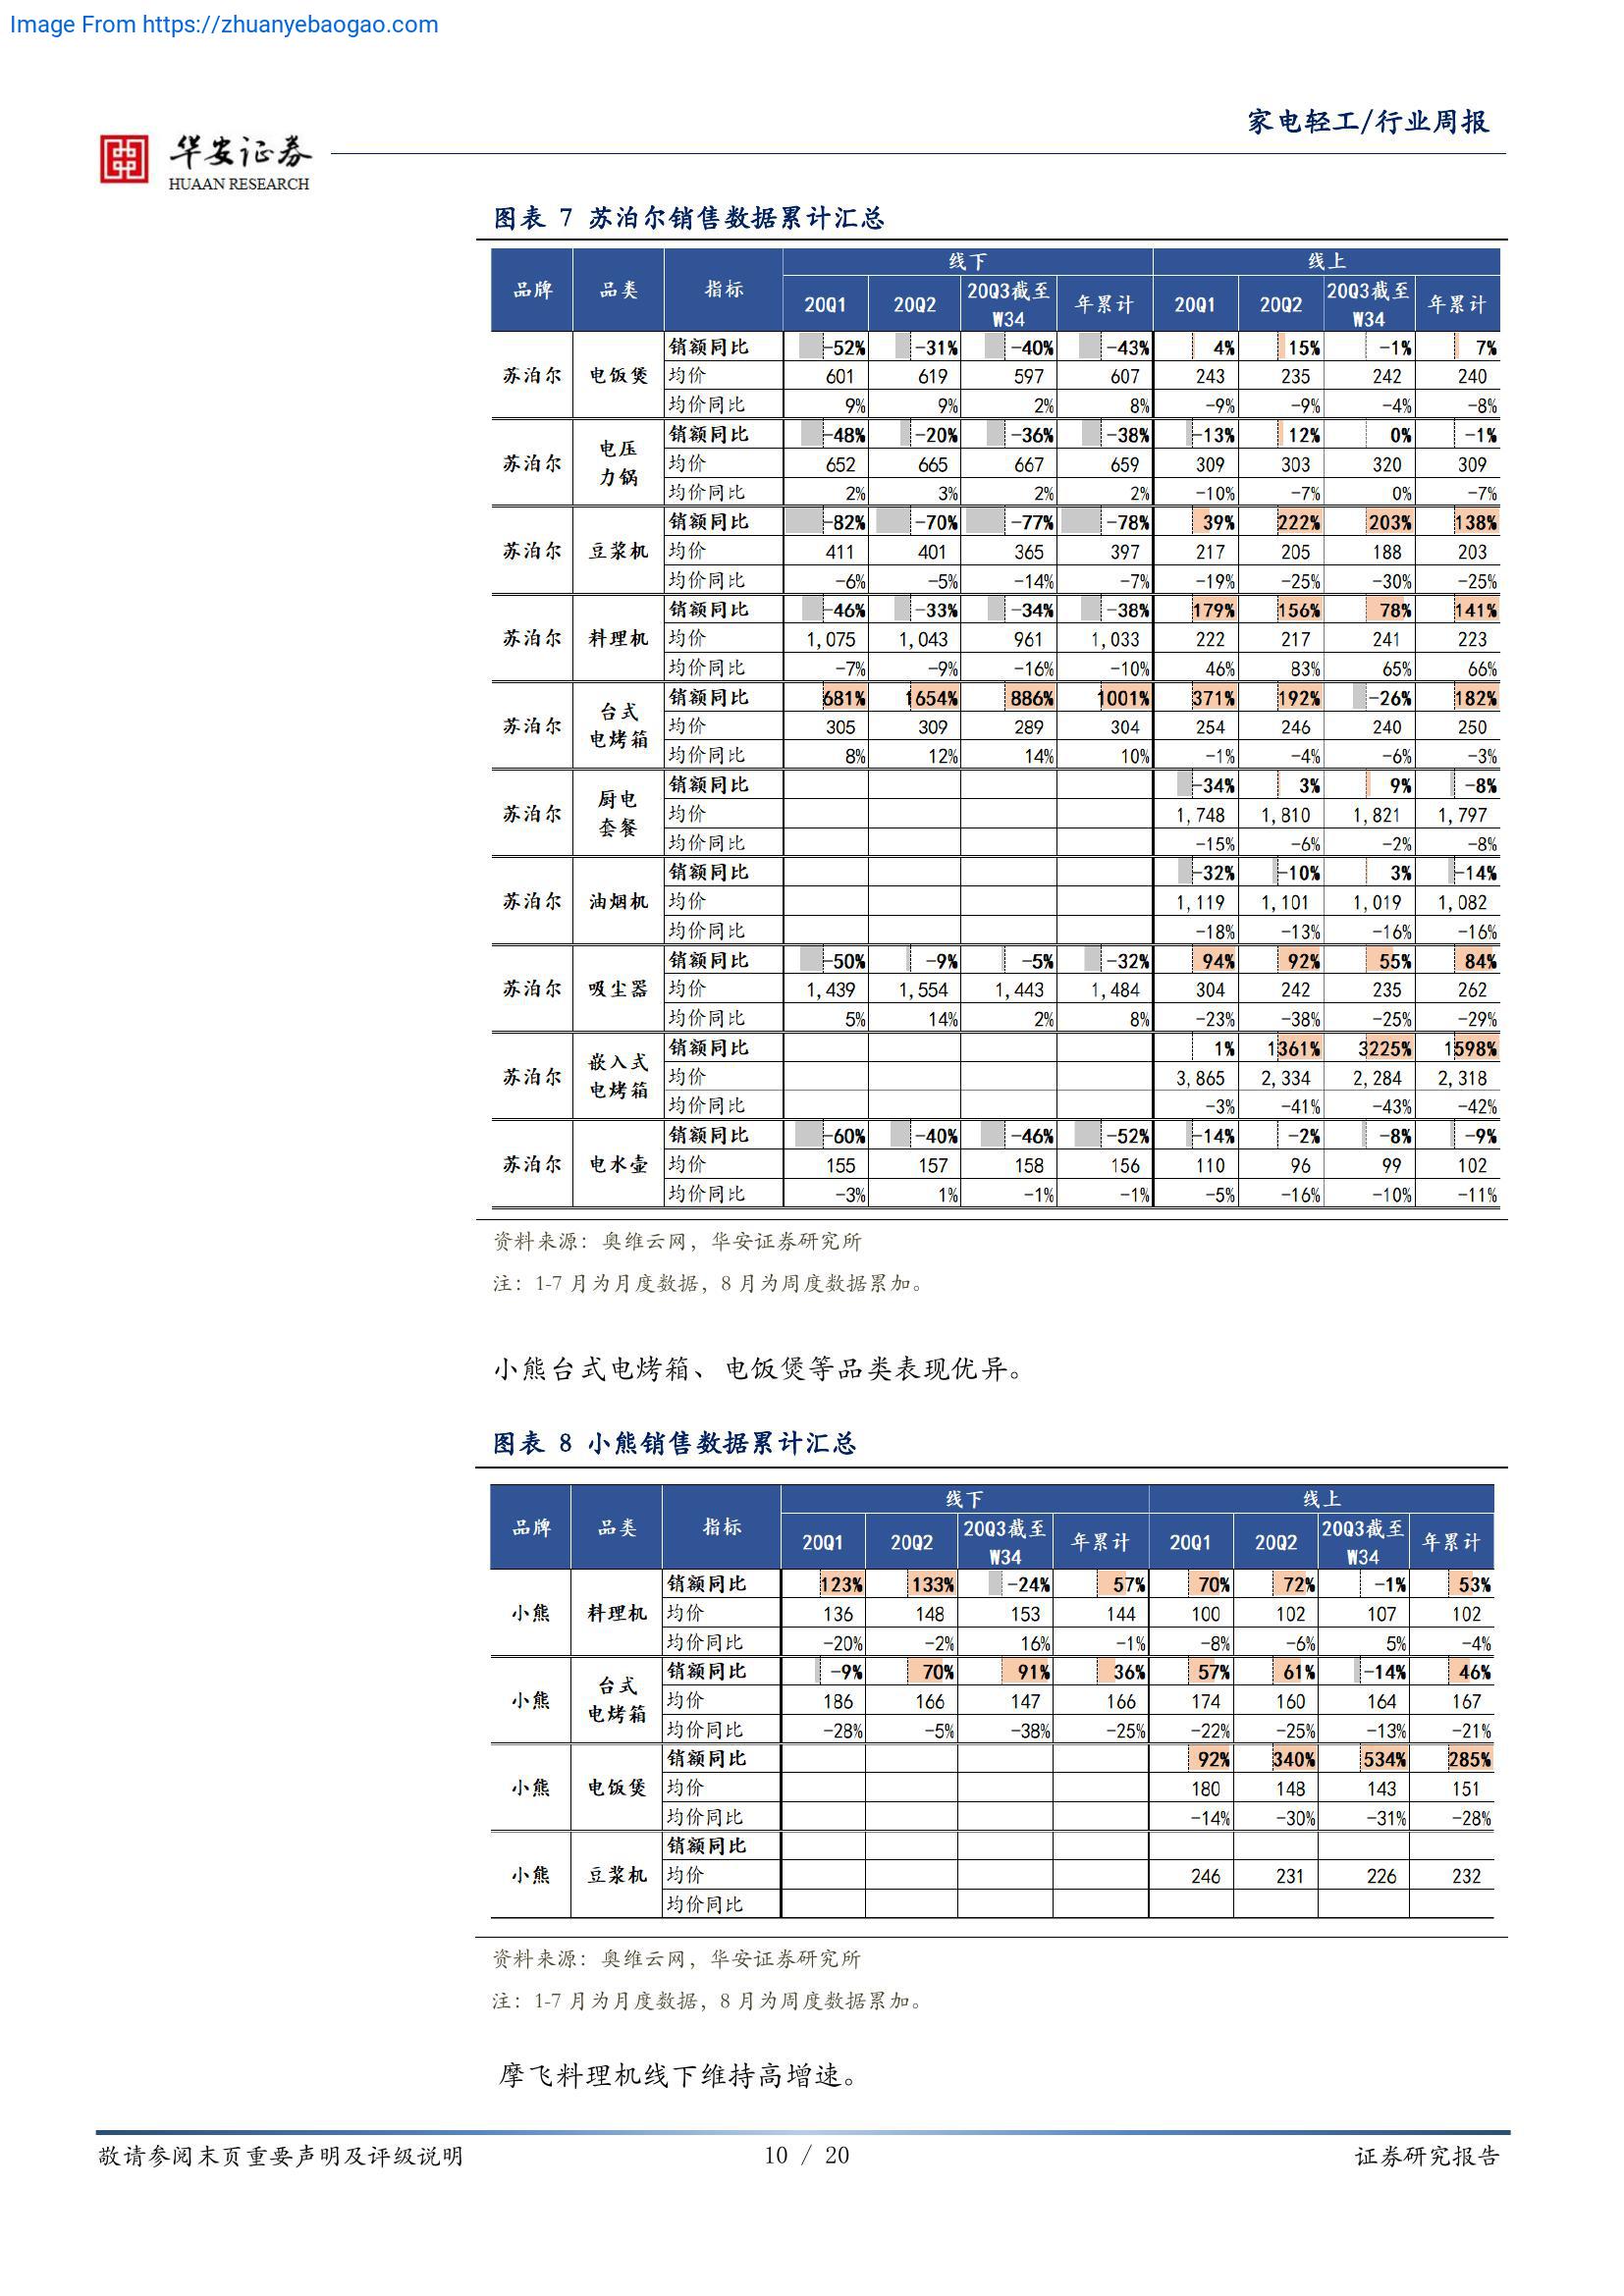 Image From https://zhuanyebaogao.com
家电轻工/行业周报
华安证券
HUAAN RESEARCH
图表 7 苏泊尔销售数据累计汇总
品牌 品类 指标 线下 线上
20Q1 20Q2 20Q3截至W34 年累计 20Q1 20Q2 20Q3截至W34 年累计
苏泊尔 电饭煲 销额同比 -52% -31% -40% -43% 4% 15% -1% 7%
均价 601 619 597 607 243 235 242 240
均价同比 9% 9% 2% 8% -9% -9% -4% -8%
苏泊尔 电压力锅 销额同比 -48% -20% -36% -38% -13% 12% 0% -1%
均价 652 665 667 659 309 303 320 309
均价同比 2% 3% 2% 2% -10% -7% 0% -7%
苏泊尔 豆浆机 销额同比 -82% -70% -77% -78% 39% 222% 203% 138%
均价 411 401 365 397 217 205 188 203
均价同比 -6% -5% -14% -7% -19% -25% -30% -25%
苏泊尔 料理机 销额同比 -46% -33% -34% -38% 179% 156% 78% 141%
均价 1,075 1,043 961 1,033 222 217 241 223
均价同比 -7% -9% -16% -10% 46% 83% 65% 66%
苏泊尔 台式电烤箱 销额同比 681% 1654% 886% 1001% 371% 192% -26% 182%
均价 305 309 289 304 254 246 240 250
均价同比 8% 12% 14% 10% -1% -4% -6% -3%
苏泊尔 厨电套餐 销额同比 -34% 3% 9% -8%
均价 1,748 1,810 1,821 1,797
均价同比 -15% -6% -2% -8%
苏泊尔 油烟机 销额同比 -32% -10% 3% -14%
均价 1,119 1,101 1,019 1,082
均价同比 -18% -13% -16% -16%
苏泊尔 吸尘器 销额同比 -50% -9% -5% -32% 94% 92% 55% 84%
均价 1,439 1,554 1,443 1,484 304 242 235 262
均价同比 5% 14% 2% 8% -23% -38% -25% -29%
苏泊尔 嵌入式电烤箱 销额同比 1% 1361% 3225% 1598%
均价 3,865 2,334 2,284 2,318
均价同比 -3% -41% -43% -42%
苏泊尔 电水壶 销额同比 -60% -40% -46% -52% -14% -2% -8% -9%
均价 155 157 158 156 110 96 99 102
均价同比 -3% 1% -1% -1% -5% -16% -10% -11%
资料来源：奥维云网，华安证券研究所
注：1-7 月为月度数据，8 月为周度数据累加。
小熊台式电烤箱、电饭煲等品类表现优异。
图表 8 小熊销售数据累计汇总
品牌 品类 指标 线下 线上
20Q1 20Q2 20Q3截至W34 年累计 20Q1 20Q2 20Q3截至W34 年累计
小熊 料理机 销额同比 123% 133% -24% 57% 70% 72% -1% 53%
均价 136 148 153 144 100 102 107 102
均价同比 -20% -2% 16% -1% -8% -6% 5% -4%
小熊 台式电烤箱 销额同比 -9% 70% 91% 36% 57% 61% -14% 46%
均价 186 166 147 166 174 160 164 167
均价同比 -28% -5% -38% -25% -22% -25% -13% -21%
小熊 电饭煲 销额同比 92% 340% 534% 285%
均价 180 148 143 151
均价同比 -14% -30% -31% -28%
小熊 豆浆机 销额同比
均价 246 231 226 232
均价同比
资料来源：奥维云网，华安证券研究所
注：1-7 月为月度数据，8 月为周度数据累加。
摩飞料理机线下维持高增速。
敬请参阅末页重要声明及评级说明 10 / 20 证券研究报告